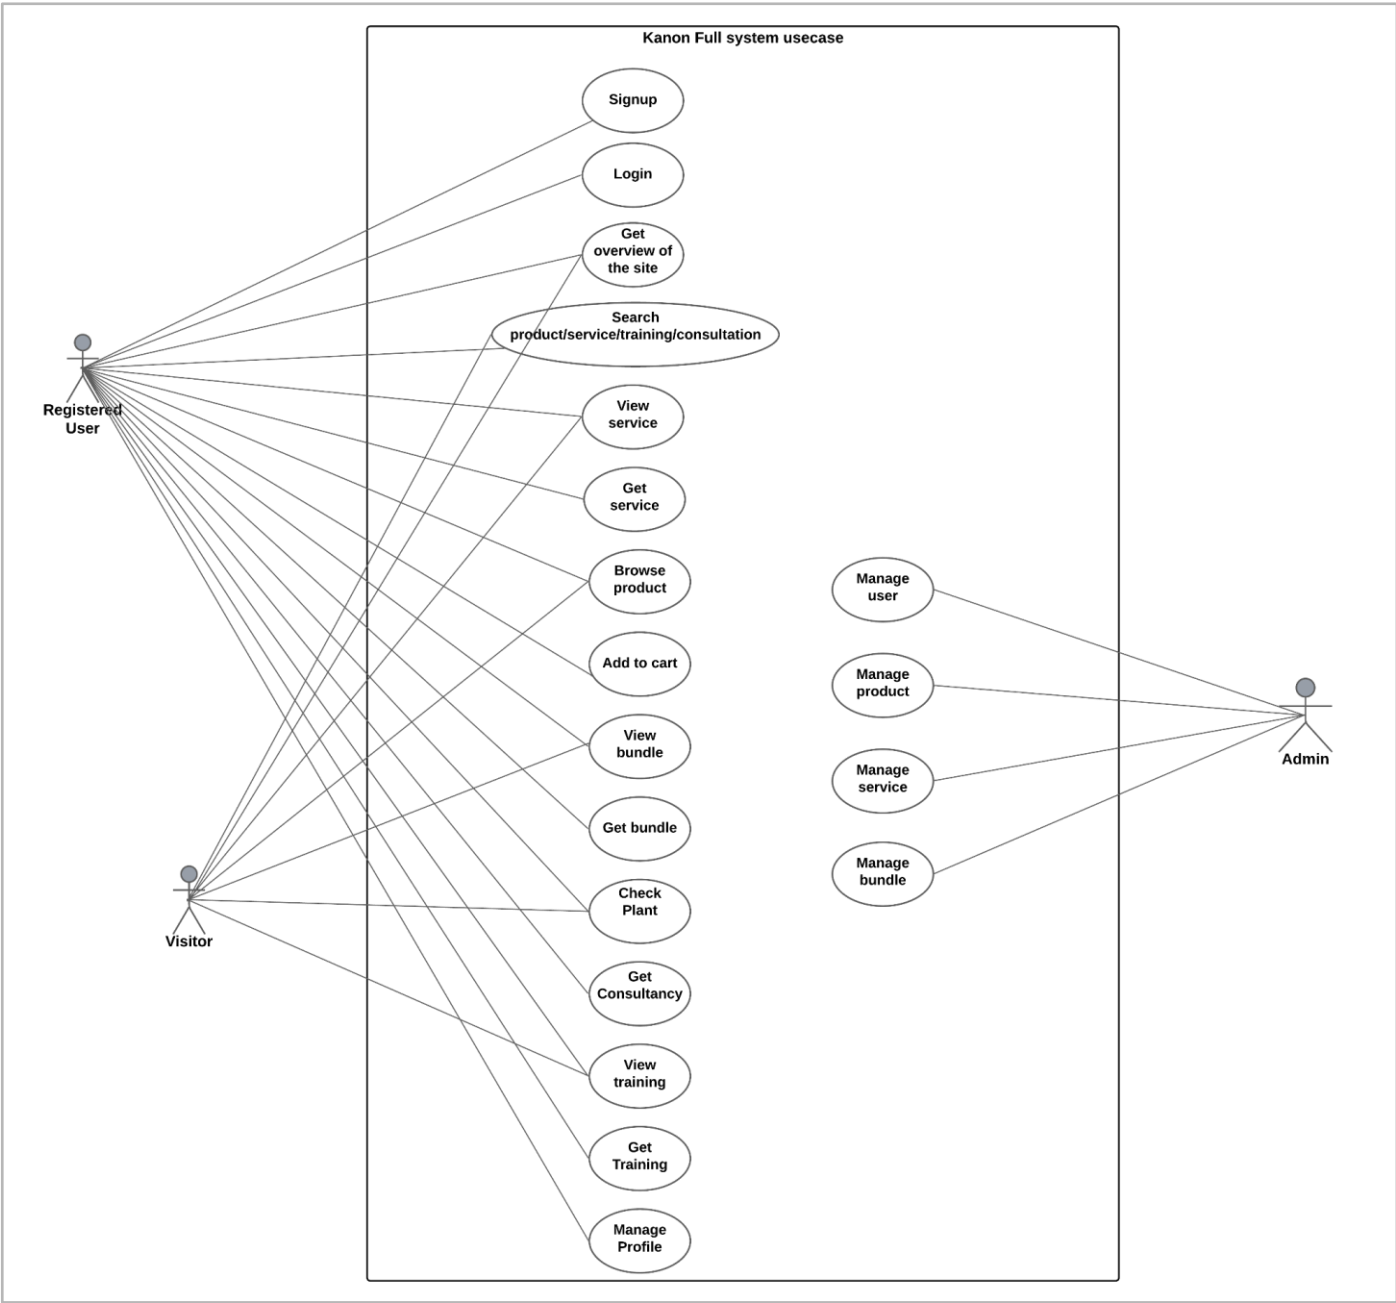 Kanon Full system usecase
Signup
Login
Get
overview of
the site
Search
product/service/training/consultation
View
service
Get
service
Browse
product
Add to cart
View
bundle
Get bundle
Check
Plant
Get
Consultancy
View
training
Get
Training
Manage
Profile
Registered
User
Visitor
Manage
user
Manage
product
Manage
service
Manage
bundle
Admin